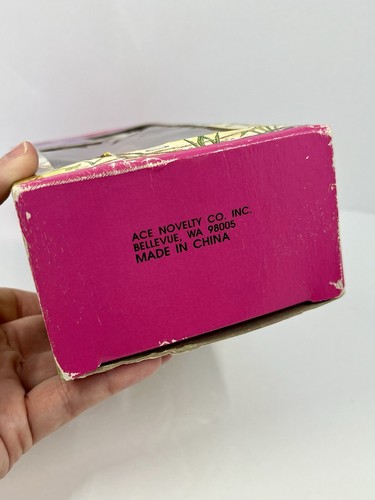 ACE NOVELTY CO. INC.
BELLEVUE, WA 98005
MADE IN CHINA